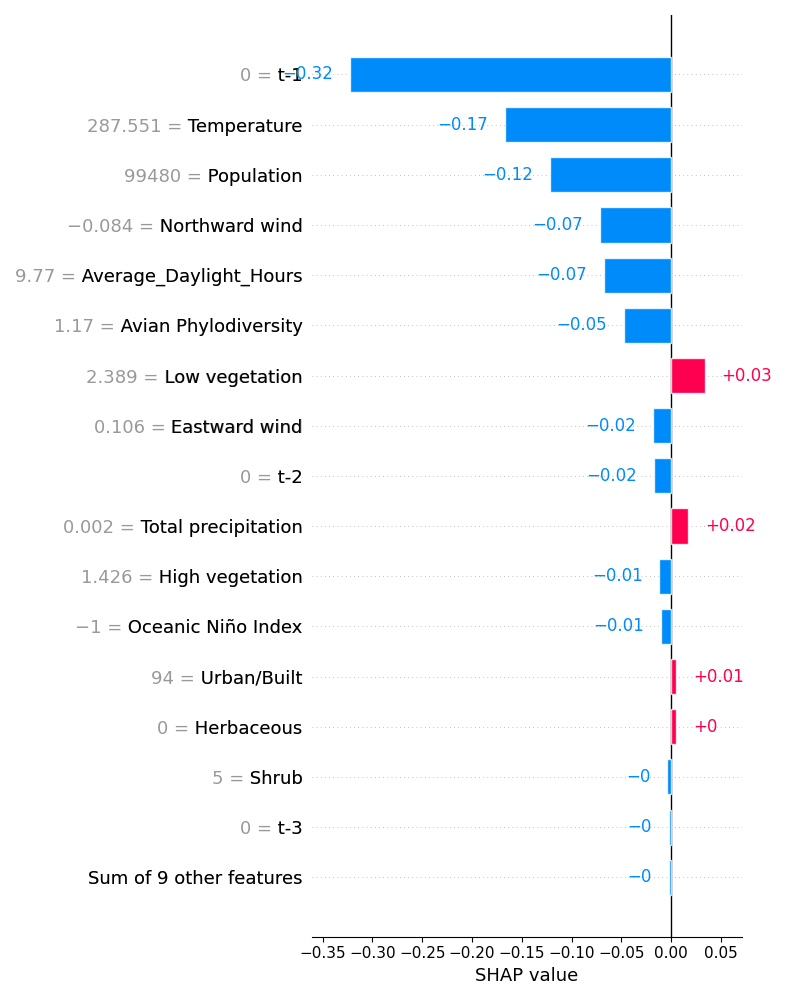 0 = t-1 −0.32
287.551 = Temperature −0.17
99480 = Population −0.12
−0.084 = Northward wind −0.07
9.77 = Average_Daylight_Hours −0.07
1.17 = Avian Phylodiversity −0.05
2.389 = Low vegetation +0.03
0.106 = Eastward wind −0.02
0 = t-2 −0.02
0.002 = Total precipitation +0.02
1.426 = High vegetation −0.01
−1 = Oceanic Niño Index −0.01
94 = Urban/Built +0.01
0 = Herbaceous +0
5 = Shrub −0
0 = t-3 −0
Sum of 9 other features −0
−0.35 −0.30 −0.25 −0.20 −0.15 −0.10 −0.05 0.00 0.05
SHAP value